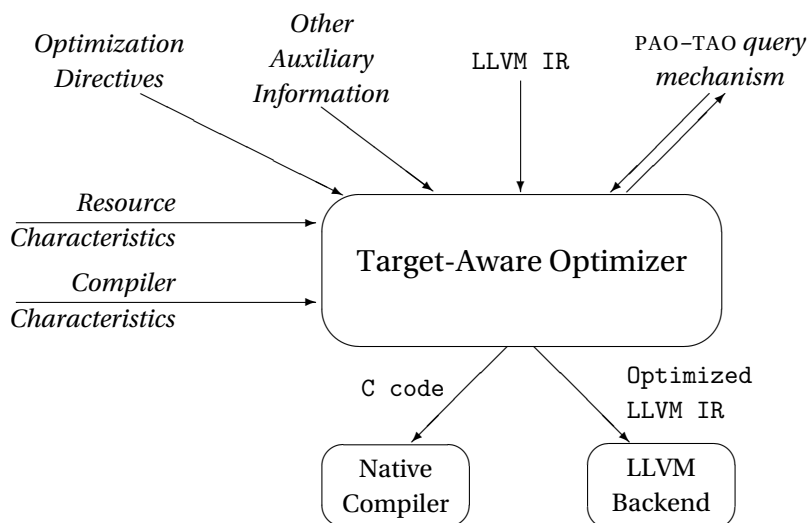 Optimization
Directives
Other
Auxiliary
Information
LLVM IR
PAO–TAO query
mechanism
Resource
Characteristics
Compiler
Characteristics
Target-Aware Optimizer
C code
Optimized
LLVM IR
Native
Compiler
LLVM
Backend